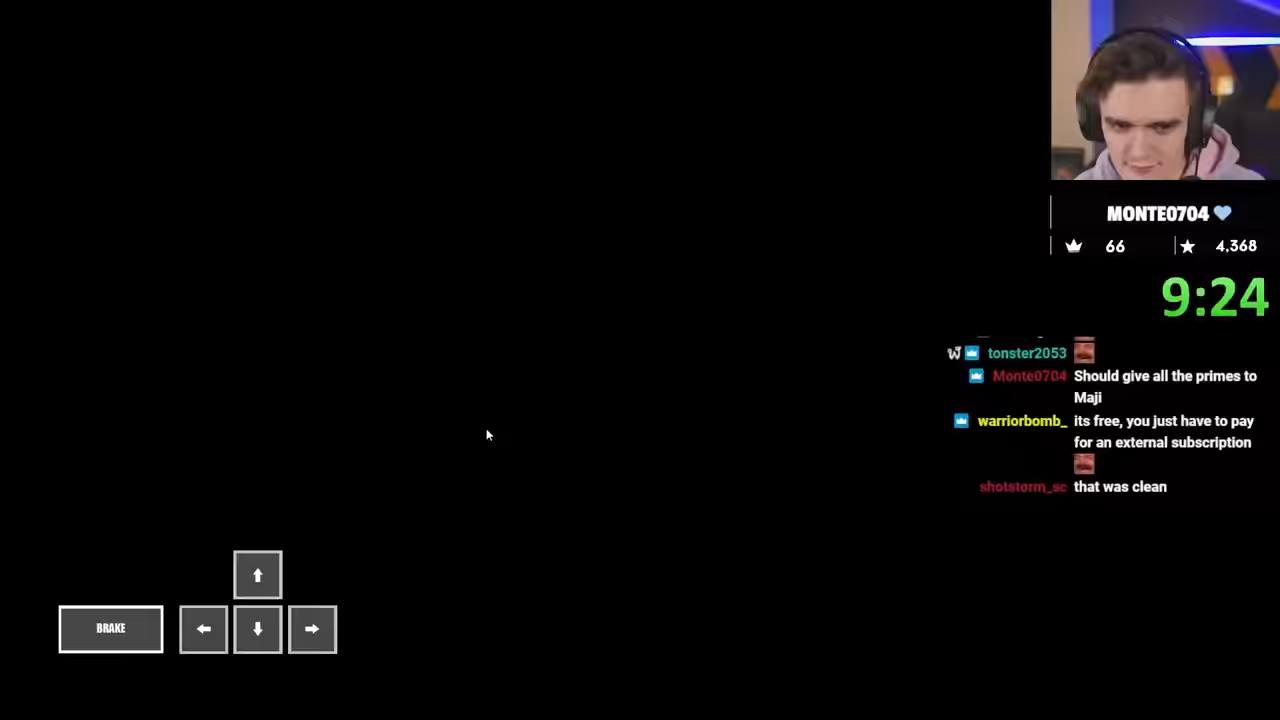 MONTE0704
66
4,368
9:24
tonster2053
Monte0704 Should give all the primes to
Maji
warriorbomb_ its free, you just have to pay
for an external subscription
shotstorm_sc that was clean
BRAKE